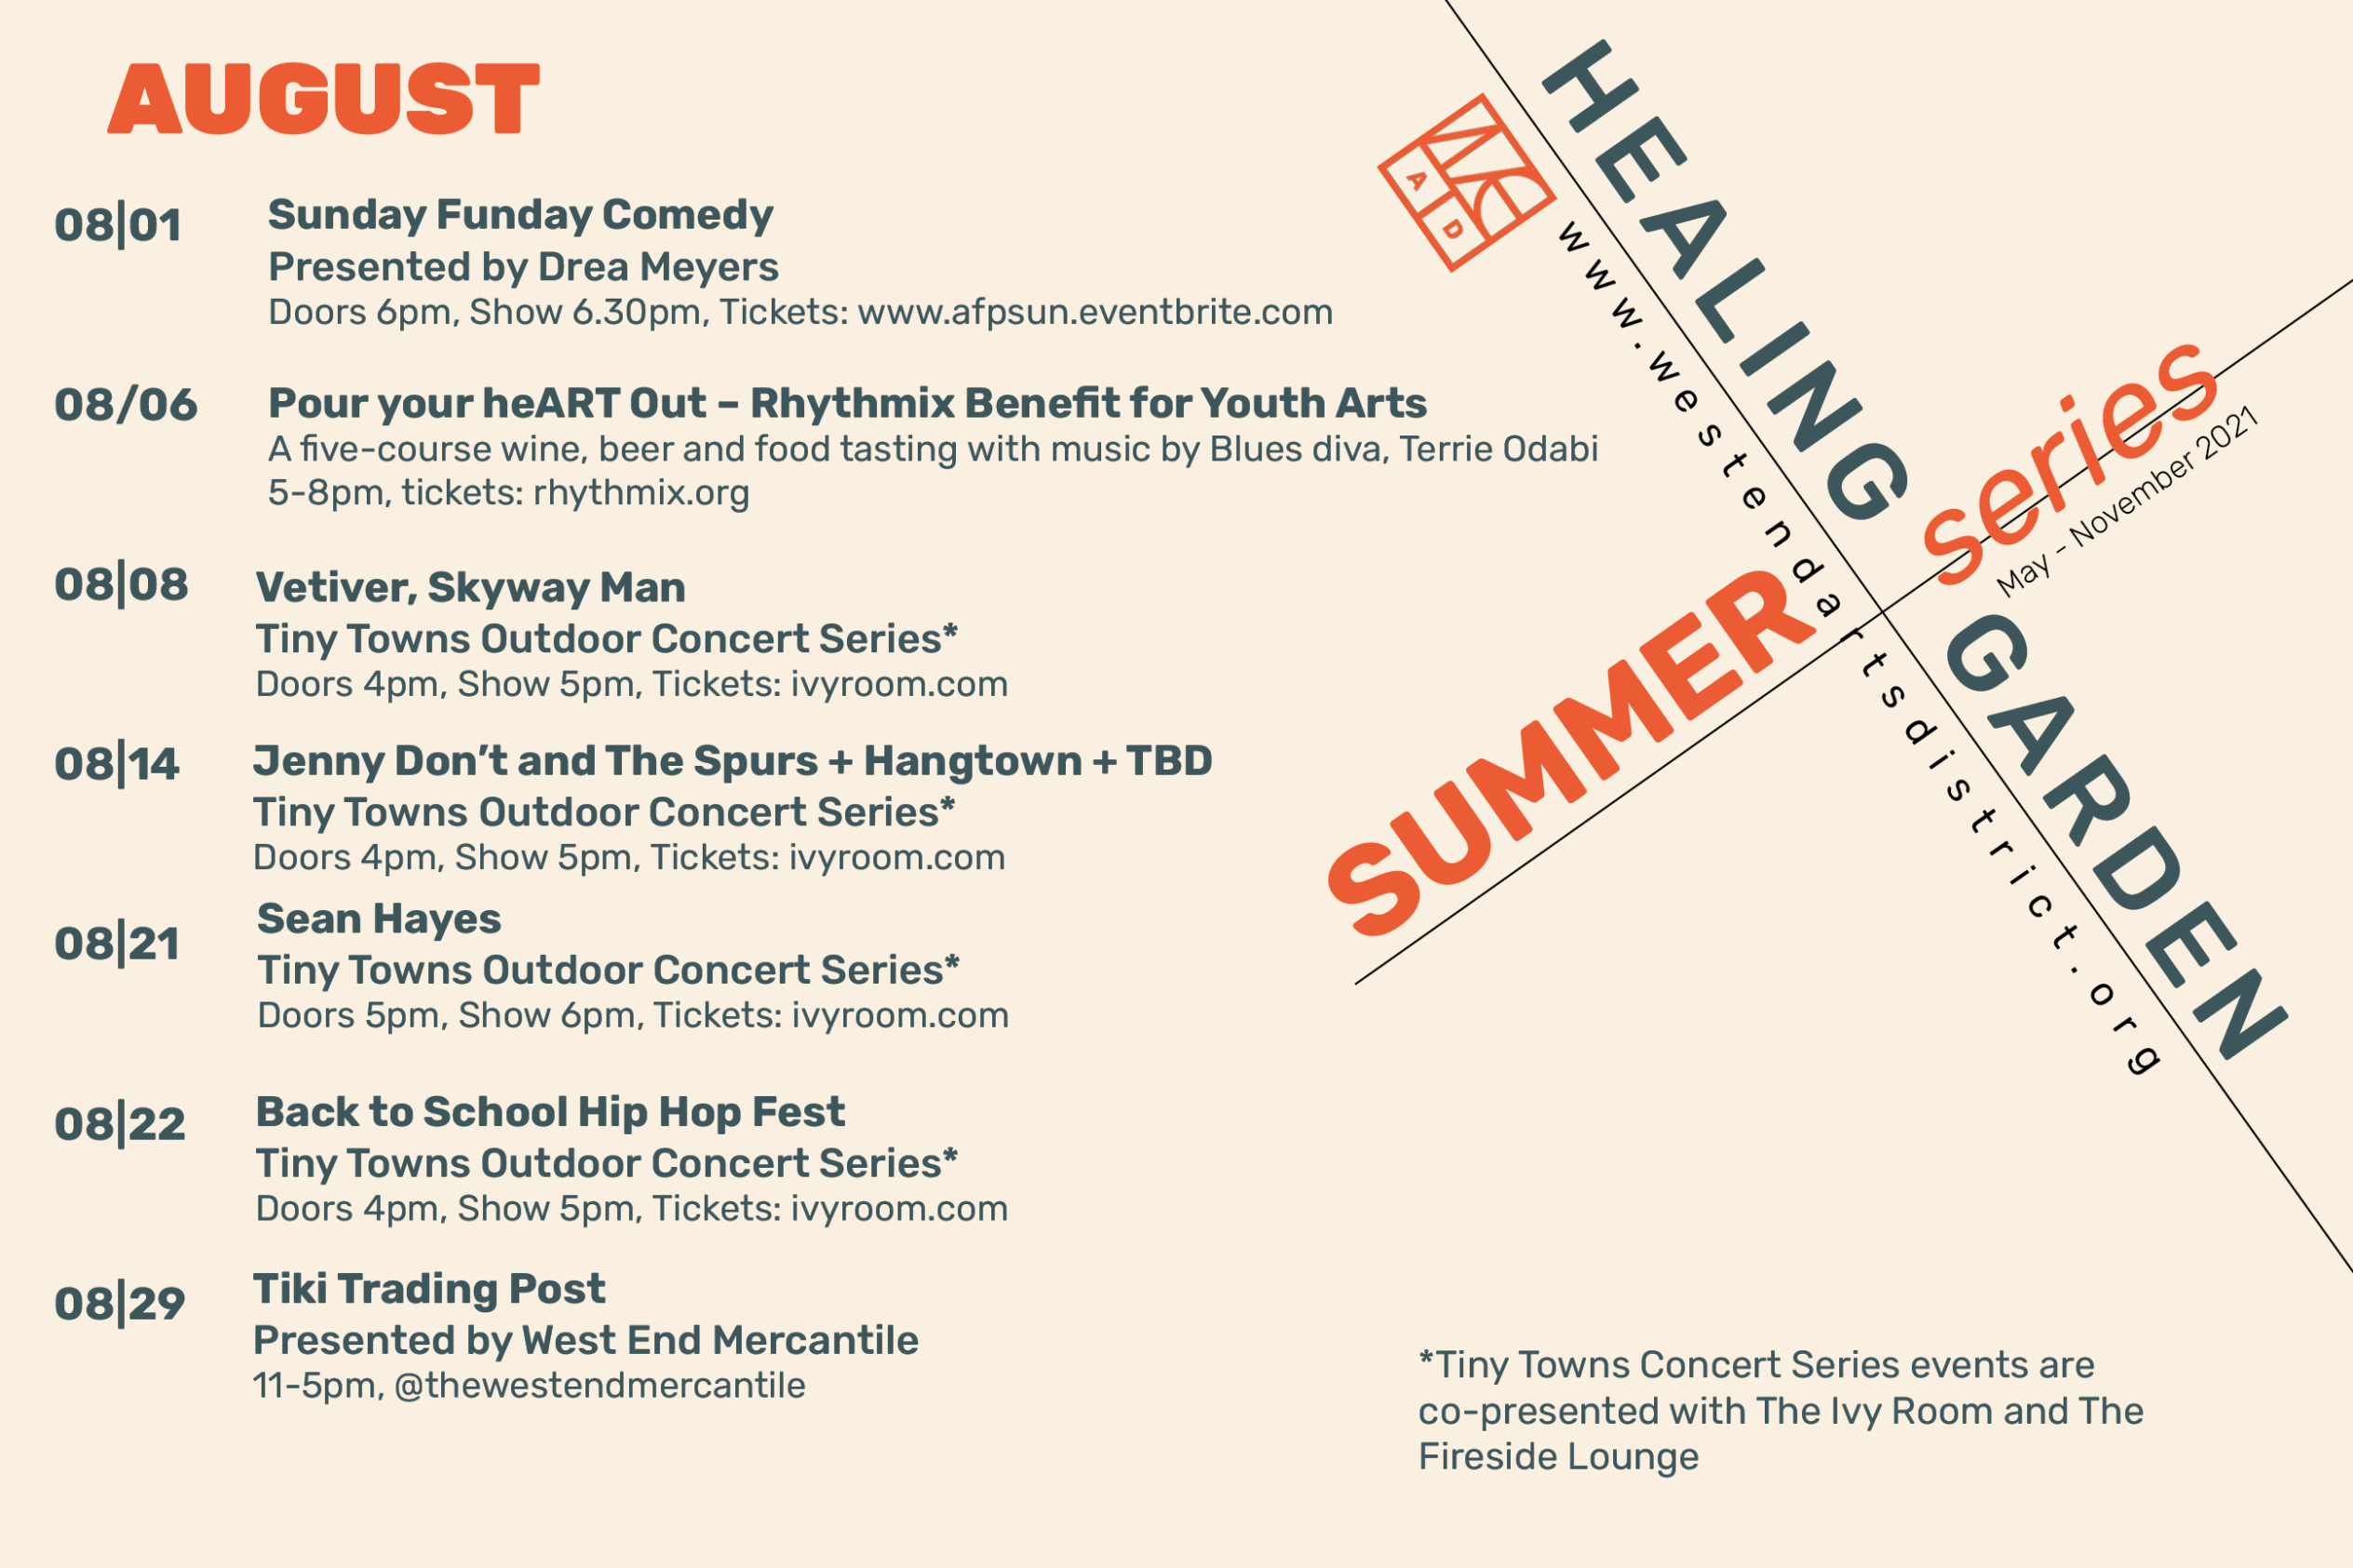 AUGUST
08|01
Sunday Funday Comedy
Presented by Drea Meyers
Doors 6pm, Show 6.30pm, Tickets: www.afpsun.eventbrite.com
08/06
Pour your heART Out – Rhythmix Benefit for Youth Arts
A five-course wine, beer and food tasting with music by Blues diva, Terrie Odabi
5-8pm, tickets: rhythmix.org
08|08
Vetiver, Skyway Man
Tiny Towns Outdoor Concert Series*
Doors 4pm, Show 5pm, Tickets: ivyroom.com
08|14
Jenny Don’t and The Spurs + Hangtown + TBD
Tiny Towns Outdoor Concert Series*
Doors 4pm, Show 5pm, Tickets: ivyroom.com
08|21
Sean Hayes
Tiny Towns Outdoor Concert Series*
Doors 5pm, Show 6pm, Tickets: ivyroom.com
08|22
Back to School Hip Hop Fest
Tiny Towns Outdoor Concert Series*
Doors 4pm, Show 5pm, Tickets: ivyroom.com
08|29
Tiki Trading Post
Presented by West End Mercantile
11-5pm, @thewestendmercantile
WE
A D
HEALING GARDEN
www.westendartsdistrict.org
SUMMER series
May - November 2021
*Tiny Towns Concert Series events are
co-presented with The Ivy Room and The
Fireside Lounge